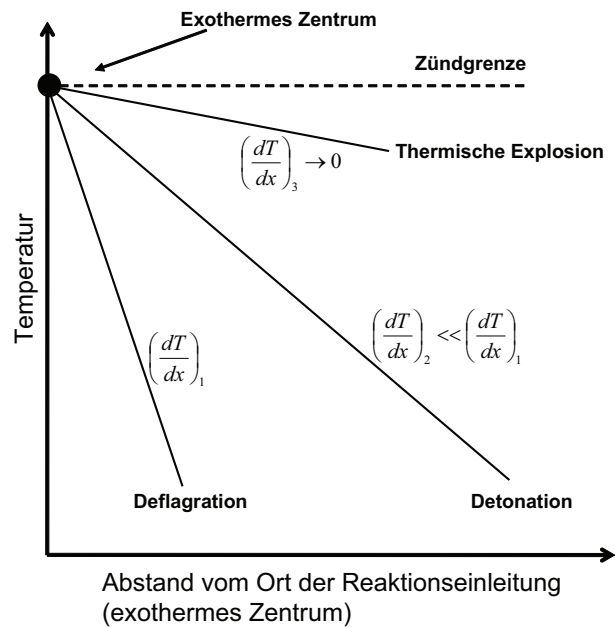 Exothermes Zentrum
Zündgrenze
Thermische Explosion
(dT/dx)₃ → 0
Temperatur
(dT/dx)₁
(dT/dx)₂ << (dT/dx)₁
Deflagration
Detonation
Abstand vom Ort der Reaktionseinleitung
(exothermes Zentrum)